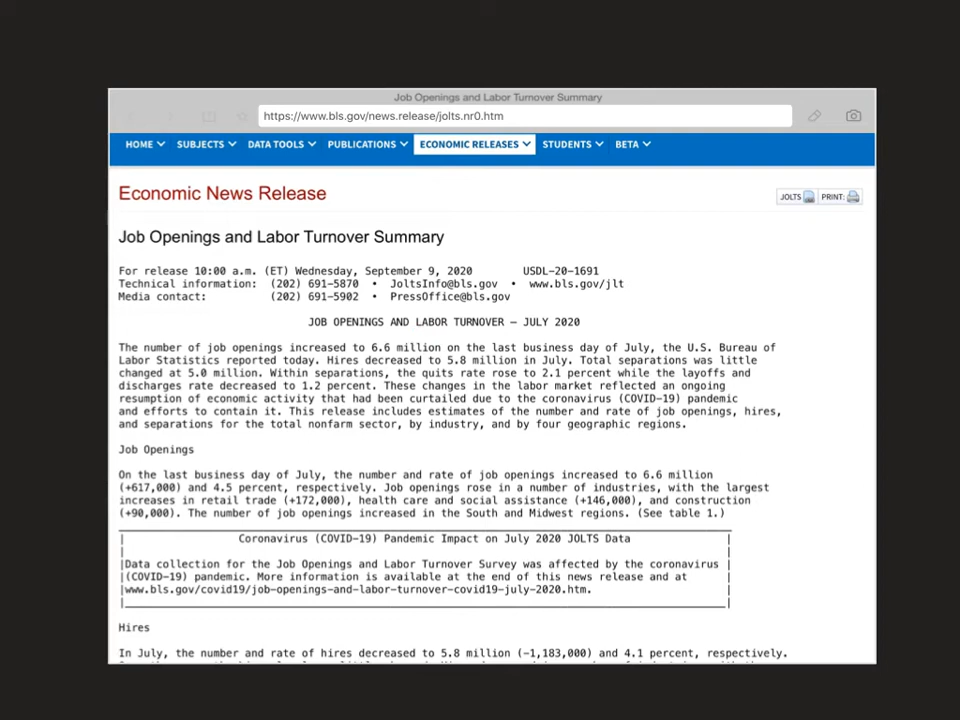 Job Openings and Labor Turnover Summary
https://www.bls.gov/news.release/jolts.nr0.htm
HOME SUBJECTS DATA TOOLS PUBLICATIONS ECONOMIC RELEASES STUDENTS BETA
Economic News Release
JOLTS PRINT:
Job Openings and Labor Turnover Summary
For release 10:00 a.m. (ET) Wednesday, September 9, 2020 USDL-20-1691
Technical information: (202) 691-5870 • JoltsInfo@bls.gov • www.bls.gov/jlt
Media contact: (202) 691-5902 • PressOffice@bls.gov
JOB OPENINGS AND LABOR TURNOVER – JULY 2020
The number of job openings increased to 6.6 million on the last business day of July, the U.S. Bureau of
Labor Statistics reported today. Hires decreased to 5.8 million in July. Total separations was little
changed at 5.0 million. Within separations, the quits rate rose to 2.1 percent while the layoffs and
discharges rate decreased to 1.2 percent. These changes in the labor market reflected an ongoing
resumption of economic activity that had been curtailed due to the coronavirus (COVID-19) pandemic
and efforts to contain it. This release includes estimates of the number and rate of job openings, hires,
and separations for the total nonfarm sector, by industry, and by four geographic regions.
Job Openings
On the last business day of July, the number and rate of job openings increased to 6.6 million
(+617,000) and 4.5 percent, respectively. Job openings rose in a number of industries, with the largest
increases in retail trade (+172,000), health care and social assistance (+146,000), and construction
(+90,000). The number of job openings increased in the South and Midwest regions. (See table 1.)
Coronavirus (COVID-19) Pandemic Impact on July 2020 JOLTS Data
Data collection for the Job Openings and Labor Turnover Survey was affected by the coronavirus
(COVID-19) pandemic. More information is available at the end of this news release and at
www.bls.gov/covid19/job-openings-and-labor-turnover-covid19-july-2020.htm.
Hires
In July, the number and rate of hires decreased to 5.8 million (-1,183,000) and 4.1 percent, respectively.